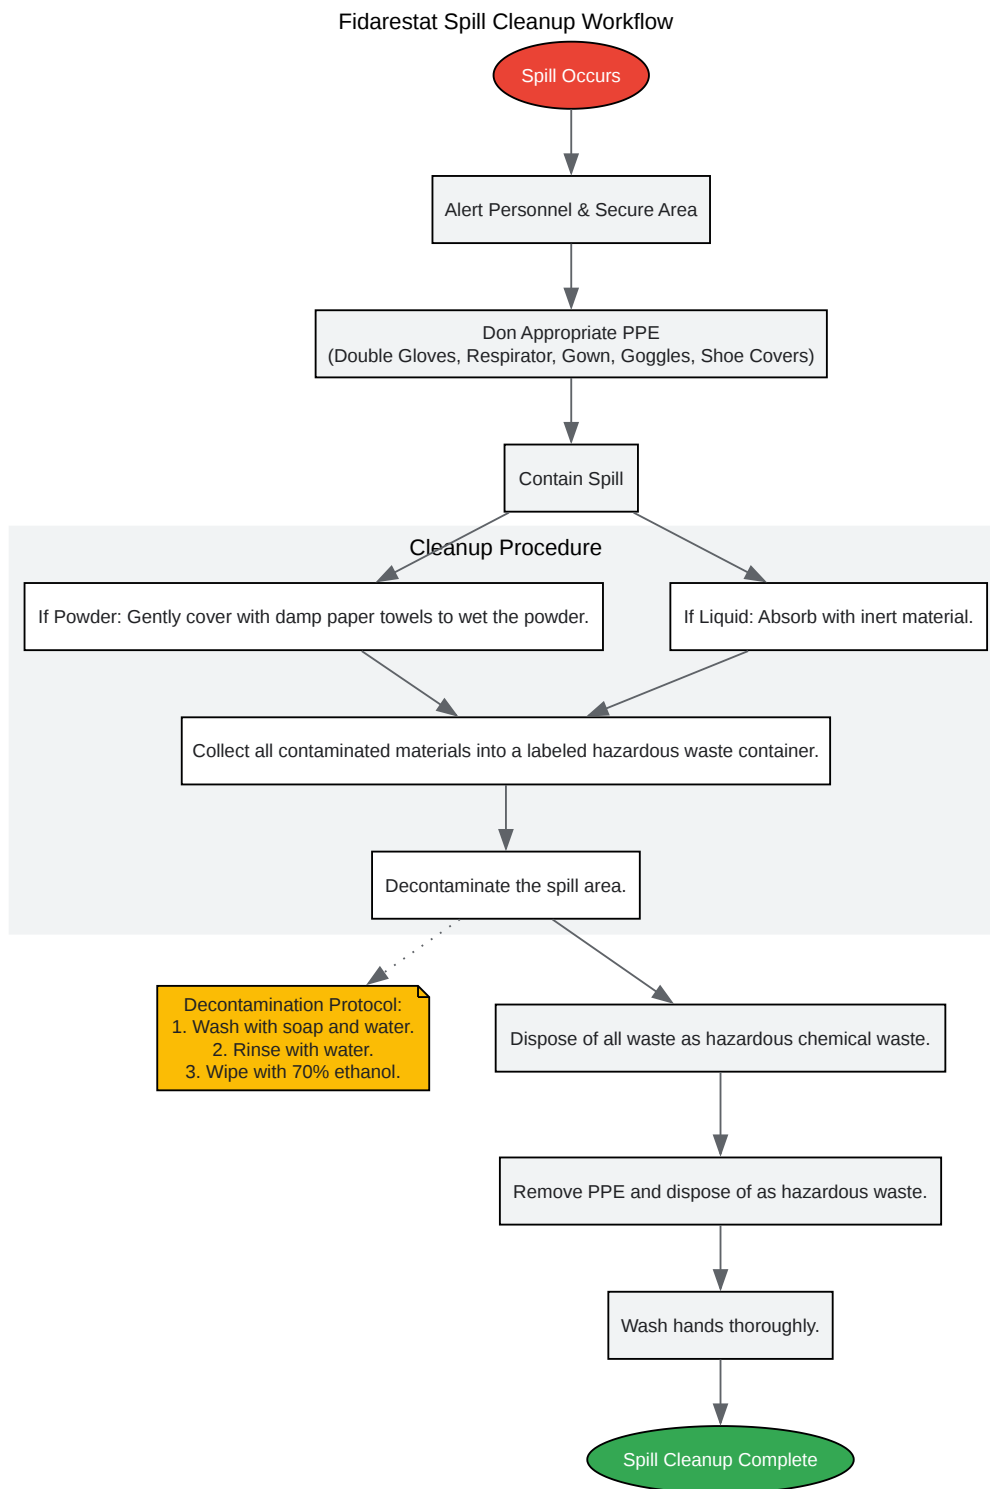 Fidarestat Spill Cleanup Workflow
Spill Occurs
Alert Personnel & Secure Area
Don Appropriate PPE
(Double Gloves, Respirator, Gown, Goggles, Shoe Covers)
Contain Spill
Cleanup Procedure
If Powder: Gently cover with damp paper towels to wet the powder.
If Liquid: Absorb with inert material.
Collect all contaminated materials into a labeled hazardous waste container.
Decontaminate the spill area.
Decontamination Protocol:
1. Wash with soap and water.
2. Rinse with water.
3. Wipe with 70% ethanol.
Dispose of all waste as hazardous chemical waste.
Remove PPE and dispose of as hazardous waste.
Wash hands thoroughly.
Spill Cleanup Complete